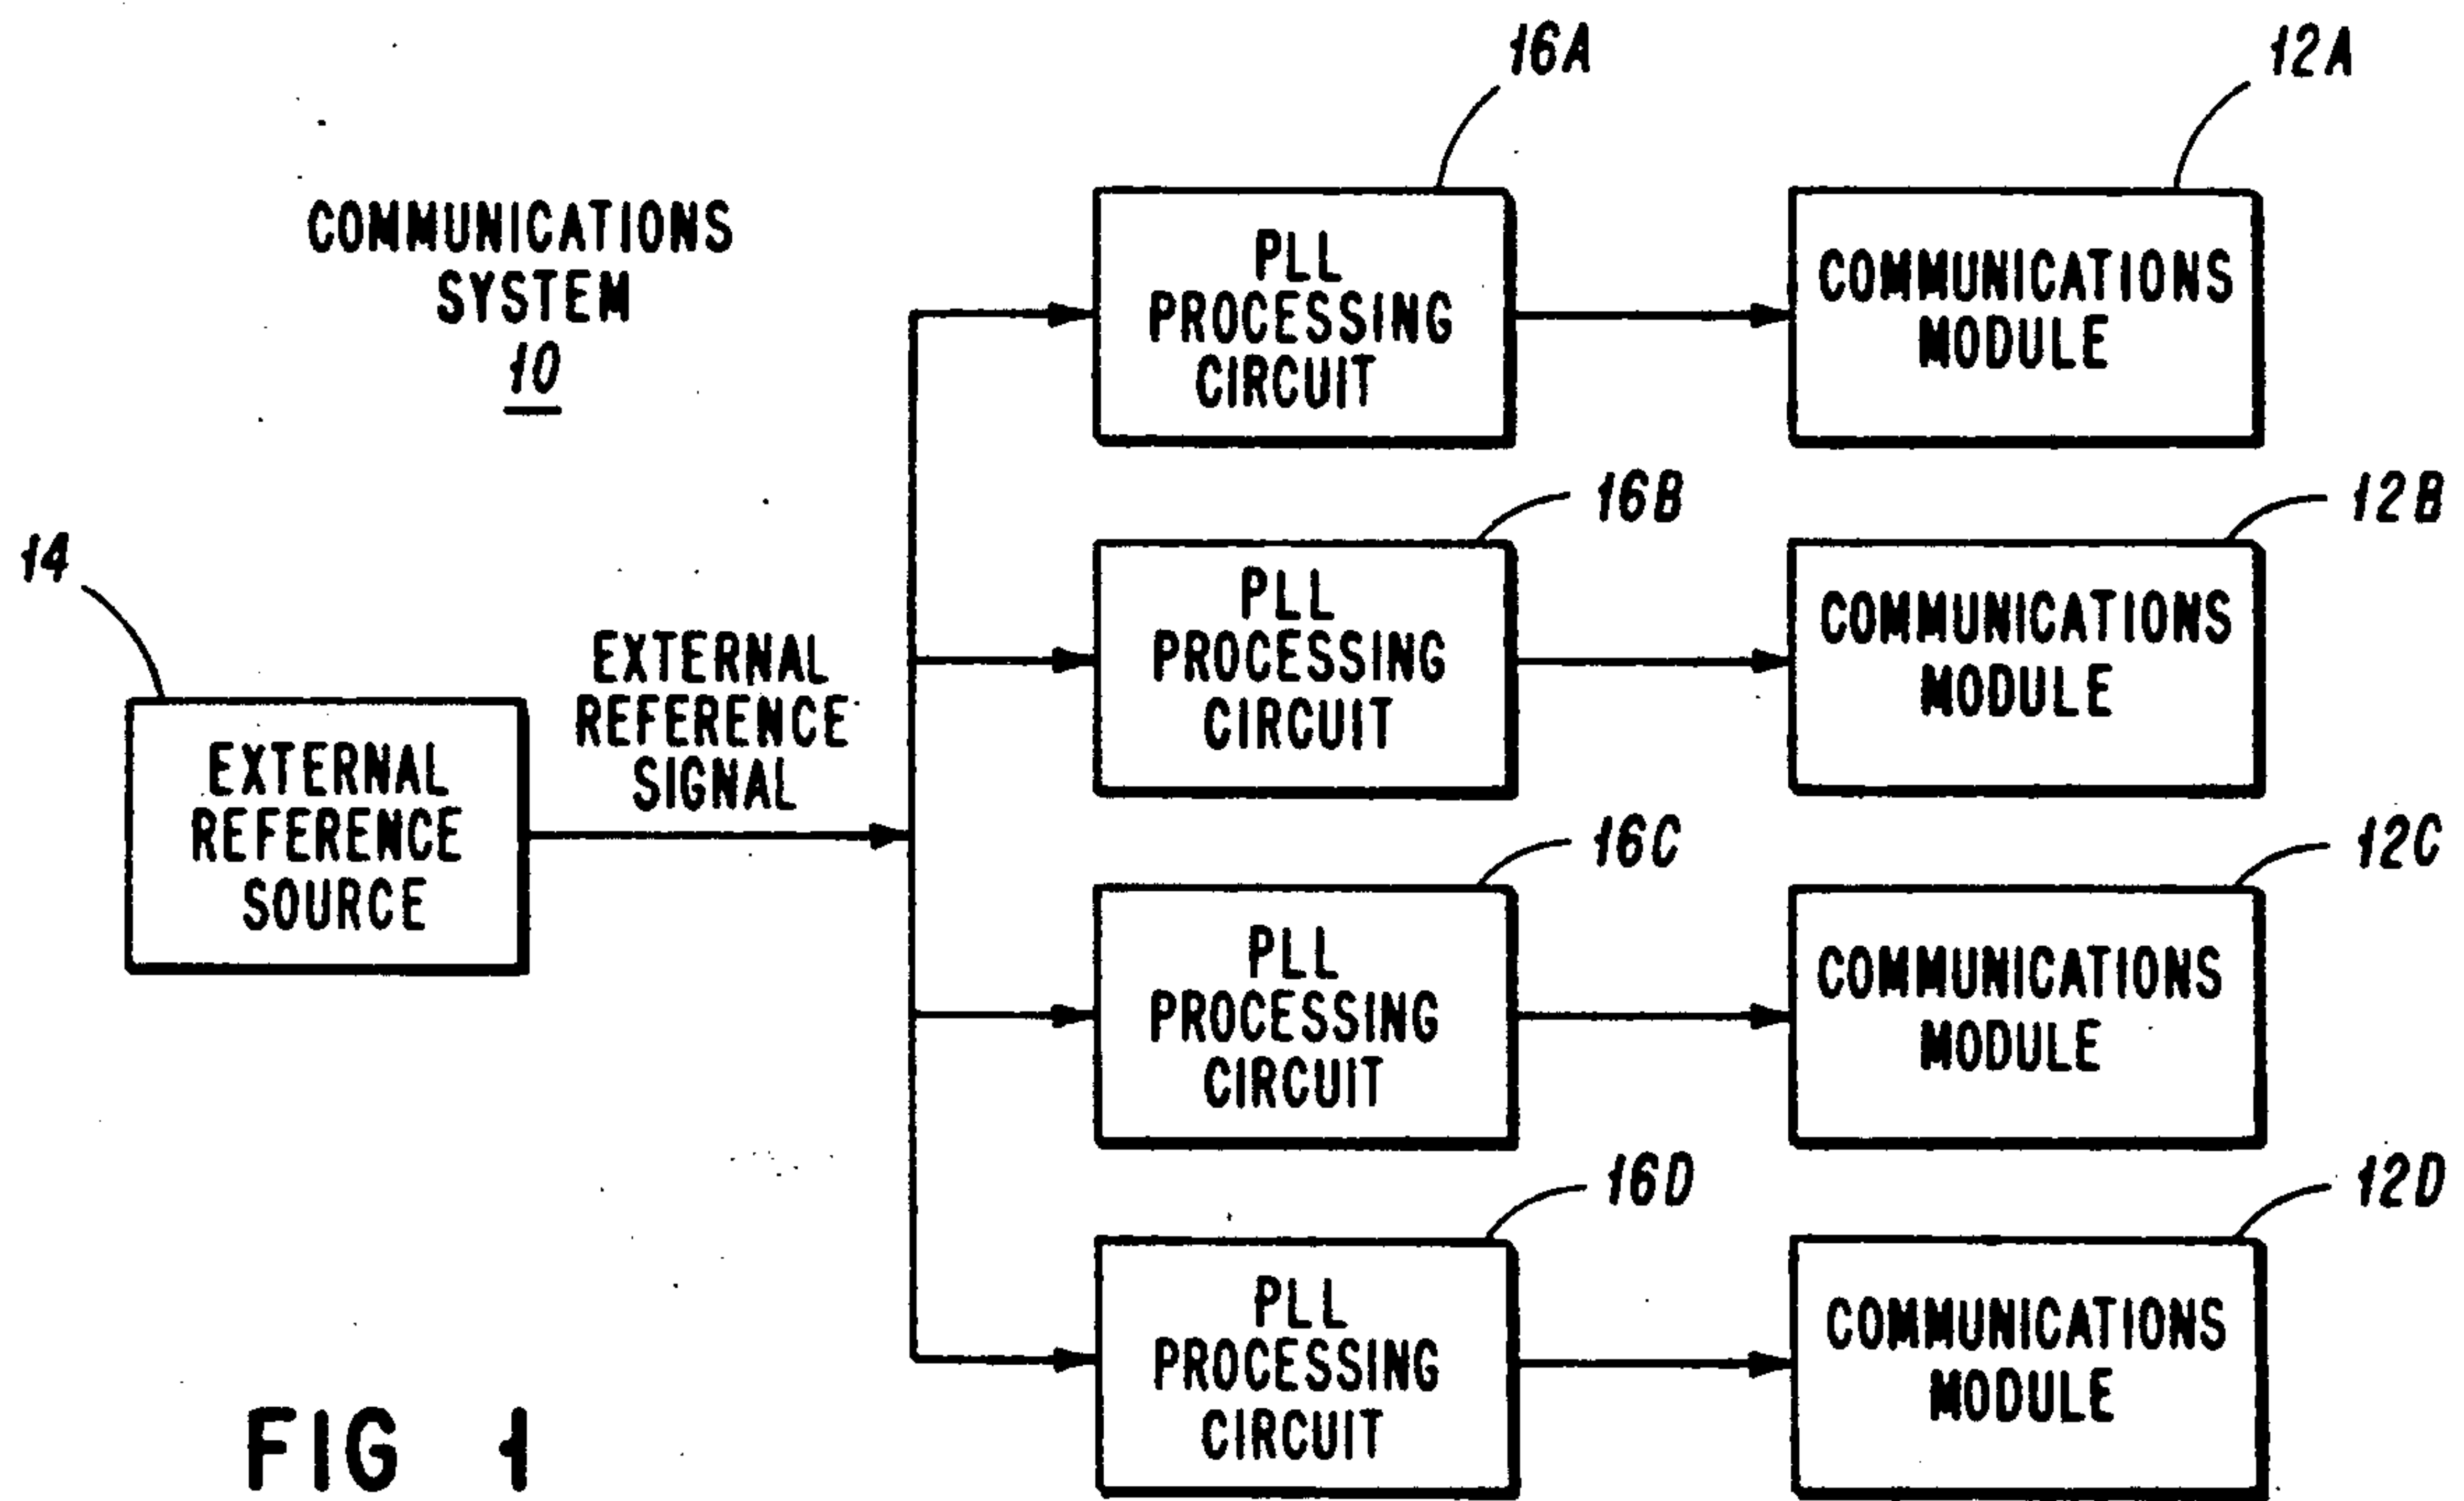 16A
12A
COMMUNICATIONS
SYSTEM
10
PLL
PROCESSING
CIRCUIT
COMMUNICATIONS
MODULE
16B
12B
14
PLL
PROCESSING
CIRCUIT
COMMUNICATIONS
MODULE
EXTERNAL
REFERENCE
SIGNAL
EXTERNAL
REFERENCE
SOURCE
16C
12C
PLL
PROCESSING
CIRCUIT
COMMUNICATIONS
MODULE
16D
12D
PLL
PROCESSING
CIRCUIT
COMMUNICATIONS
MODULE
FIG 1